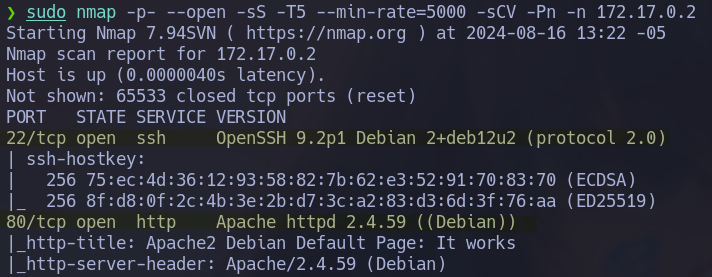 ❯ sudo nmap -p- --open -sS -T5 --min-rate=5000 -sCV -Pn -n 172.17.0.2
Starting Nmap 7.94SVN ( https://nmap.org ) at 2024-08-16 13:22 -05
Nmap scan report for 172.17.0.2
Host is up (0.0000040s latency).
Not shown: 65533 closed tcp ports (reset)
PORT   STATE SERVICE VERSION
22/tcp open  ssh     OpenSSH 9.2p1 Debian 2+deb12u2 (protocol 2.0)
| ssh-hostkey:
|   256 75:ec:4d:36:12:93:58:82:7b:62:e3:52:91:70:83:70 (ECDSA)
|_  256 8f:d8:0f:2c:4b:3e:2b:d7:3c:a2:83:d3:6d:3f:76:aa (ED25519)
80/tcp open  http    Apache httpd 2.4.59 ((Debian))
|_http-title: Apache2 Debian Default Page: It works
|_http-server-header: Apache/2.4.59 (Debian)